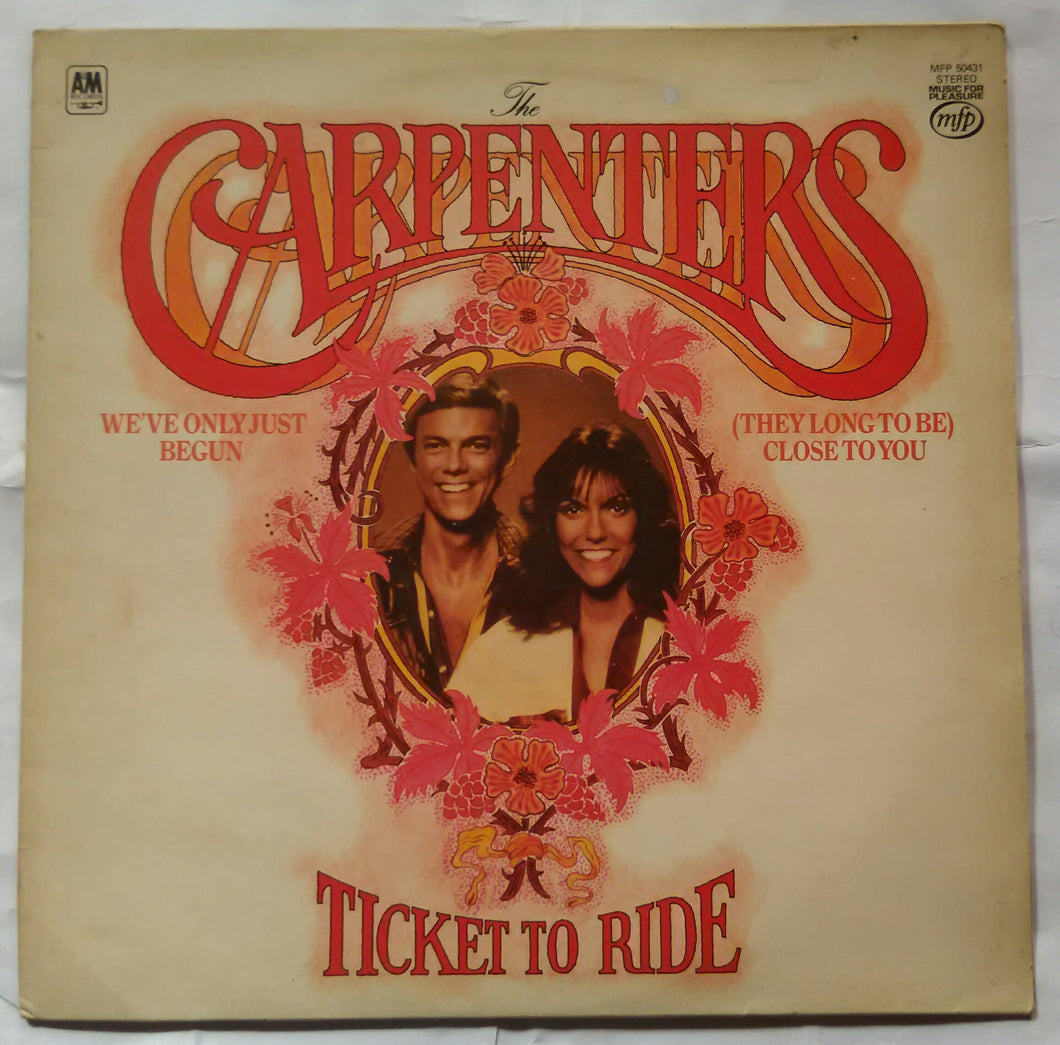 A&M
RECORDS
MFP 50431
STEREO
MUSIC FOR
PLEASURE
mfp
The
CARPENTERS
WE'VE ONLY JUST
BEGUN
(THEY LONG TO BE)
CLOSE TO YOU
TICKET TO RIDE